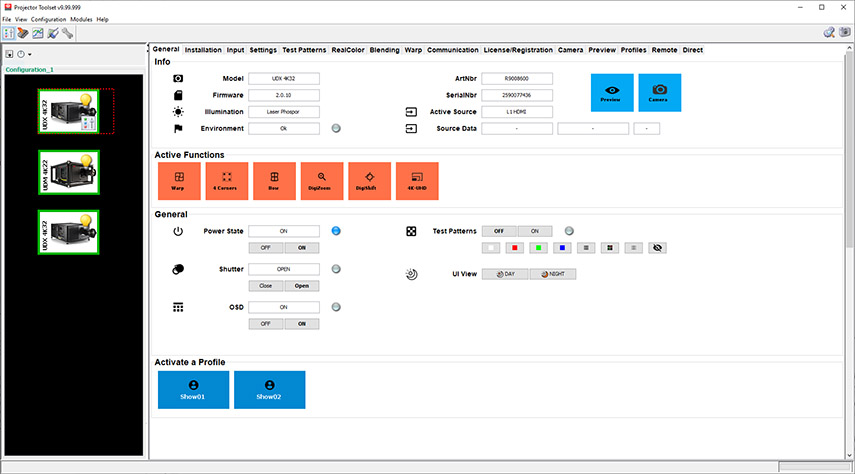 Projector Toolset v9.99.999
File View Configuration Modules Help
Configuration_1
UDX 4K32
UDM 4K22
UDX 4K32
General Installation Input Settings Test Patterns RealColor Blending Warp Communication License/Registration Camera Preview Profiles Remote Direct
Info
Model UDX 4K32 ArtNbr R9008600
Firmware 2.0.10 SerialNbr 2590077436
Preview Camera
Illumination Laser Phospor Active Source L1 HDMI
Environment Ok Source Data - - -
Active Functions
Warp 4 Corners Bow DigiZoom DigiShift 4K-UHD
General
Power State ON Test Patterns OFF ON
OFF ON
Shutter OPEN UI View DAY NIGHT
Close Open
OSD ON
OFF ON
Activate a Profile
Show01 Show02